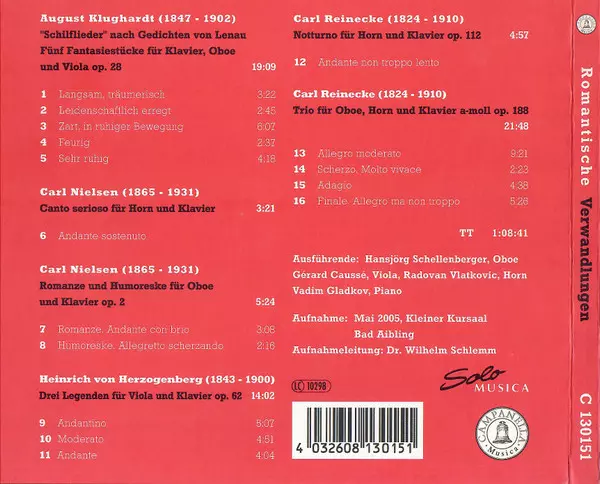 August Klughardt (1847 - 1902)
"Schilflieder" nach Gedichten von Lenau
Fünf Fantasiestücke für Klavier, Oboe
und Viola op. 28 19:09
1 Langsam, träumerisch 3:22
2 Leidenschaftlich erregt 2:45
3 Zart, in ruhiger Bewegung 6:07
4 Feurig 2:37
5 Sehr ruhig 4:18
Carl Nielsen (1865 - 1931)
Canto serioso für Horn und Klavier 3:21
6 Andante sostenuto
Carl Nielsen (1865 - 1931)
Romanze und Humoreske für Oboe
und Klavier op. 2 5:24
7 Romanze. Andante con brio 3:08
8 Humoreske. Allegretto scherzando 2:16
Heinrich von Herzogenberg (1843 - 1900)
Drei Legenden für Viola und Klavier op. 62 14:02
9 Andantino 5:07
10 Moderato 4:51
11 Andante 4:04
Carl Reinecke (1824 - 1910)
Notturno für Horn und Klavier op. 112 4:57
12 Andante non troppo lento
Carl Reinecke (1824 - 1910)
Trio für Oboe, Horn und Klavier a-moll op. 188
21:48
13 Allegro moderato 9:21
14 Scherzo. Molto vivace 2:23
15 Adagio 4:38
16 Finale. Allegro ma non troppo 5:26
TT 1:08:41
Ausführende: Hansjörg Schellenberger, Oboe
Gérard Caussé, Viola, Radovan Vlatkovic, Horn
Vadim Gladkov, Piano
Aufnahme: Mai 2005, Kleiner Kursaal
Bad Aibling
Aufnahmeleitung: Dr. Wilhelm Schlemm
LC 10298
4 032608 130151
Solo
MUSICA
CAMPANELLA
Musica
Romantische Verwandlungen
C 130151